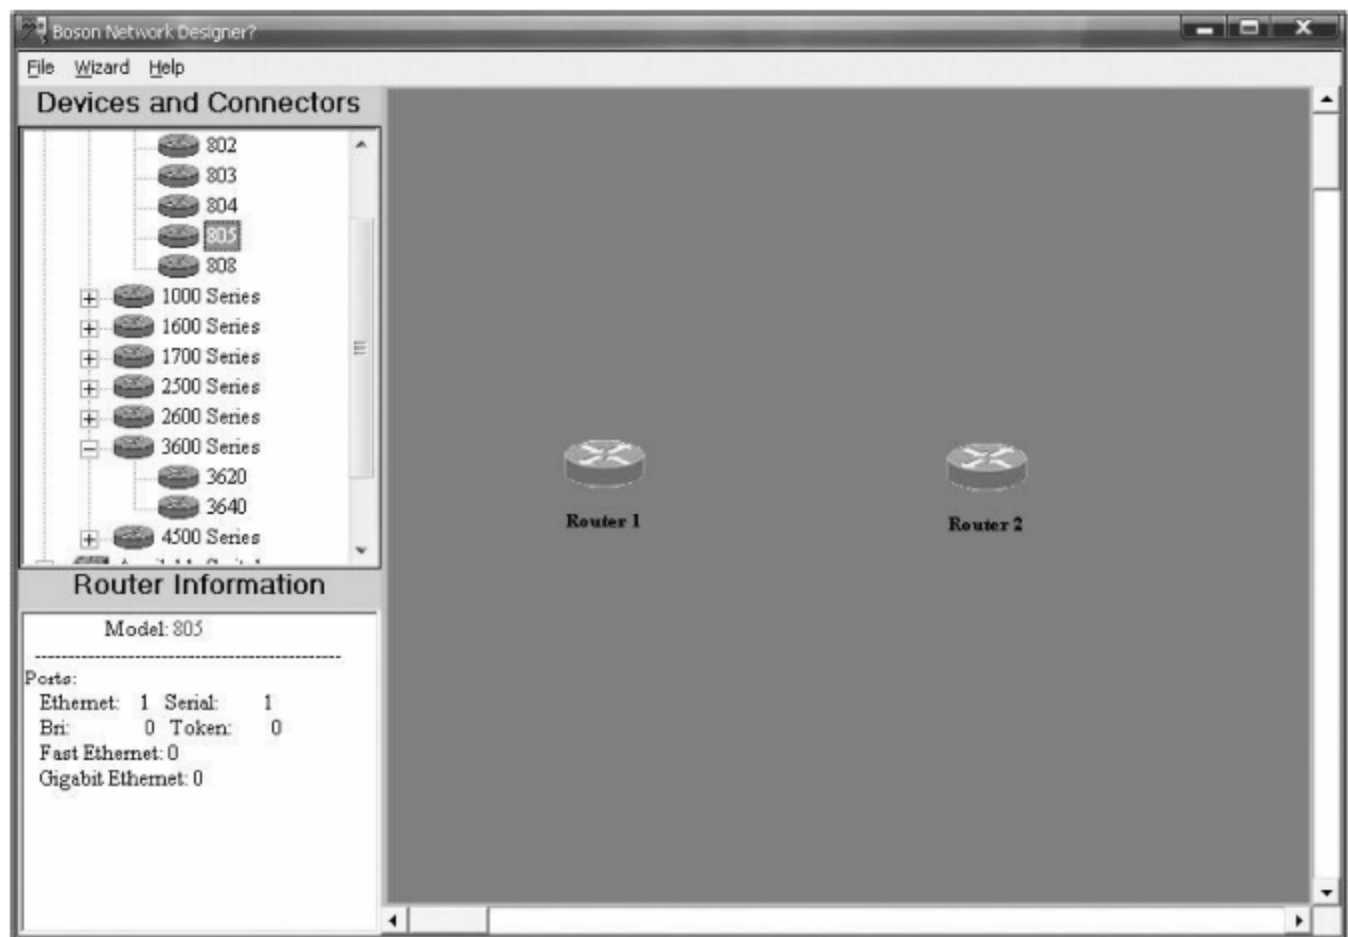 Boson Network Designer?
File Wizard Help
Devices and Connectors
802
803
804
805
808
1000 Series
1600 Series
1700 Series
2500 Series
2600 Series
3600 Series
3620
3640
4500 Series
Router Information
Model: 805
Ports:
Ethernet: 1 Serial: 1
Bri: 0 Token: 0
Fast Ethernet: 0
Gigabit Ethernet: 0
Router 1
Router 2